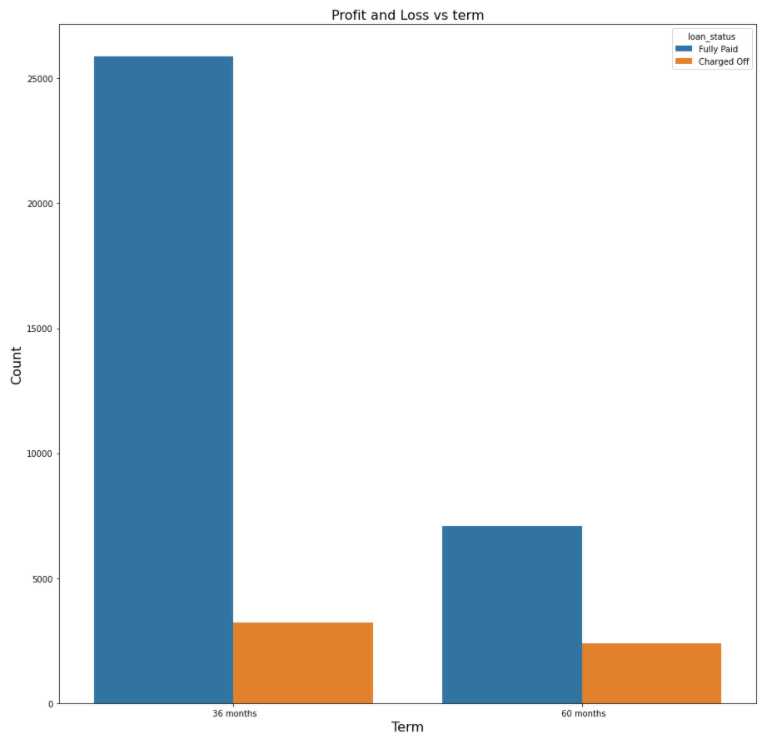 Profit and Loss vs term
loan_status
Fully Paid
Charged Off
25000
20000
15000
10000
5000
0
Count
36 months
60 months
Term